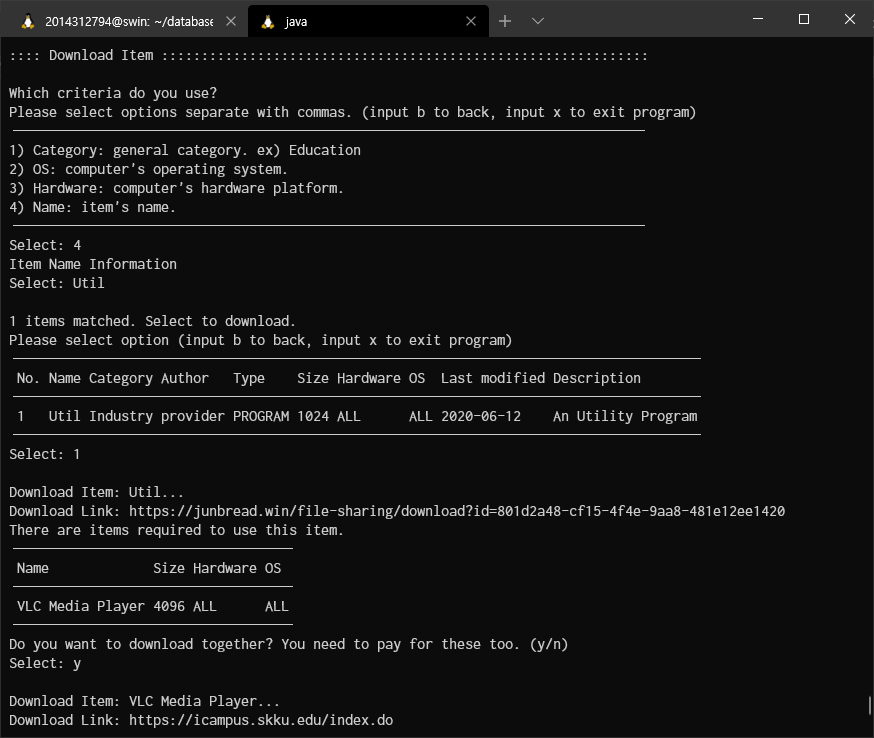 2014312794@swin: ~/database
java
:::: Download Item :::::::::::::::::::::::::::::::::::::::::::::::::::::::::::::
Which criteria do you use?
Please select options separate with commas. (input b to back, input x to exit program)
1) Category: general category. ex) Education
2) OS: computer's operating system.
3) Hardware: computer's hardware platform.
4) Name: item's name.
Select: 4
Item Name Information
Select: Util
1 items matched. Select to download.
Please select option (input b to back, input x to exit program)
No. Name Category Author Type Size Hardware OS Last modified Description
1 Util Industry provider PROGRAM 1024 ALL ALL 2020-06-12 An Utility Program
Select: 1
Download Item: Util...
Download Link: https://junbread.win/file-sharing/download?id=801d2a48-cf15-4f4e-9aa8-481e12ee1420
There are items required to use this item.
Name Size Hardware OS
VLC Media Player 4096 ALL ALL
Do you want to download together? You need to pay for these too. (y/n)
Select: y
Download Item: VLC Media Player...
Download Link: https://icampus.skku.edu/index.do